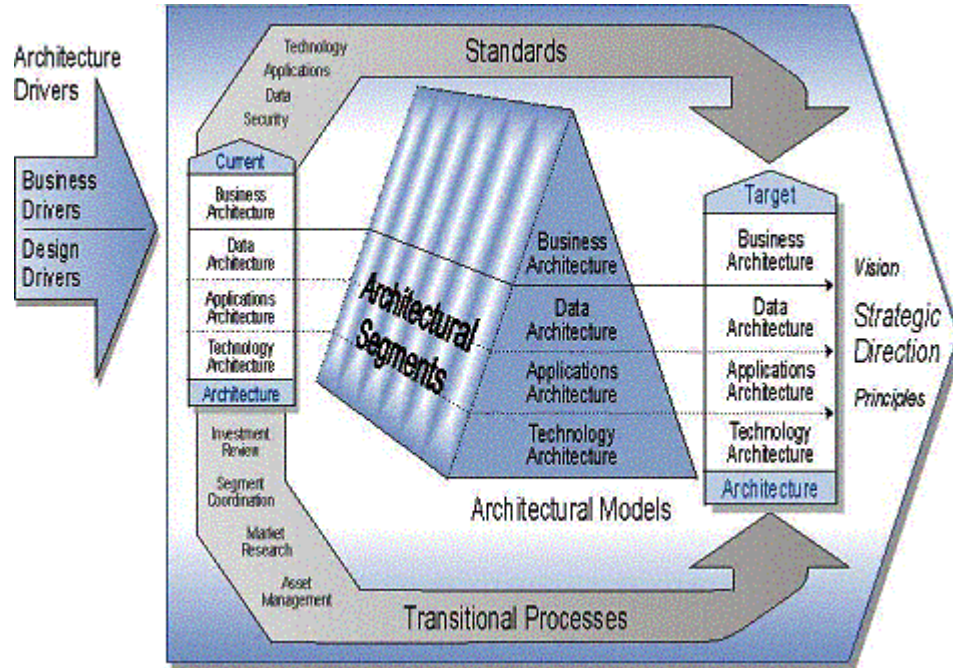 Architecture
Drivers
Business
Drivers
Design
Drivers
Technology
Applications
Data
Security
Standards
Current
Business
Architecture
Data
Architecture
Applications
Architecture
Technology
Architecture
Architecture
Architectural
Segments
Business
Architecture
Data
Architecture
Applications
Architecture
Technology
Architecture
Architectural Models
Target
Business
Architecture
Data
Architecture
Applications
Architecture
Technology
Architecture
Architecture
Vision
Strategic
Direction
Principles
Investment
Review
Segment
Coordination
Market
Research
Asset
Management
Transitional Processes